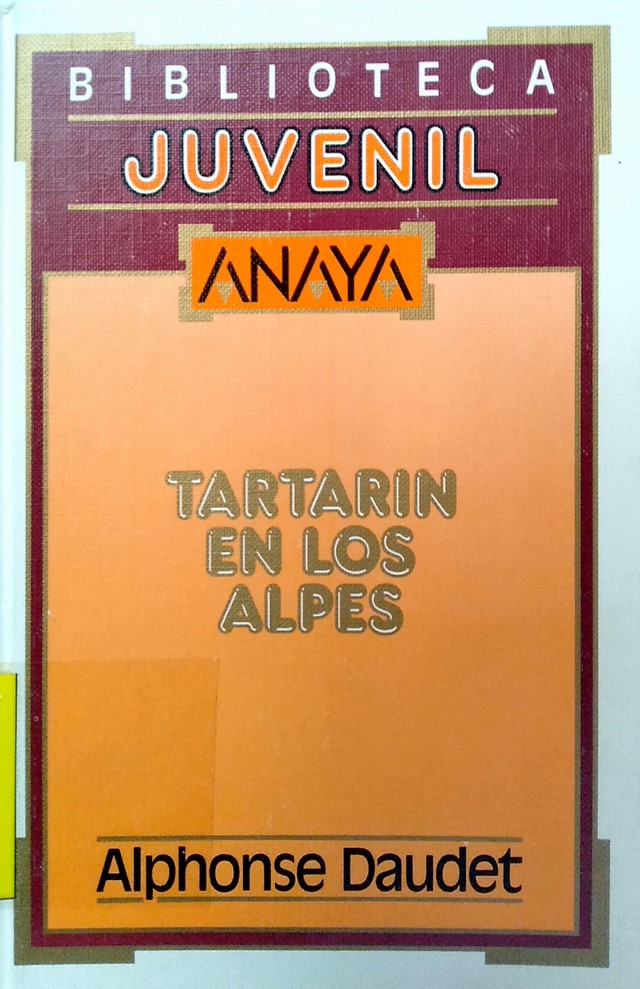 BIBLIOTECA
JUVENIL
ANAYA
TARTARIN
EN LOS
ALPES
Alphonse Daudet